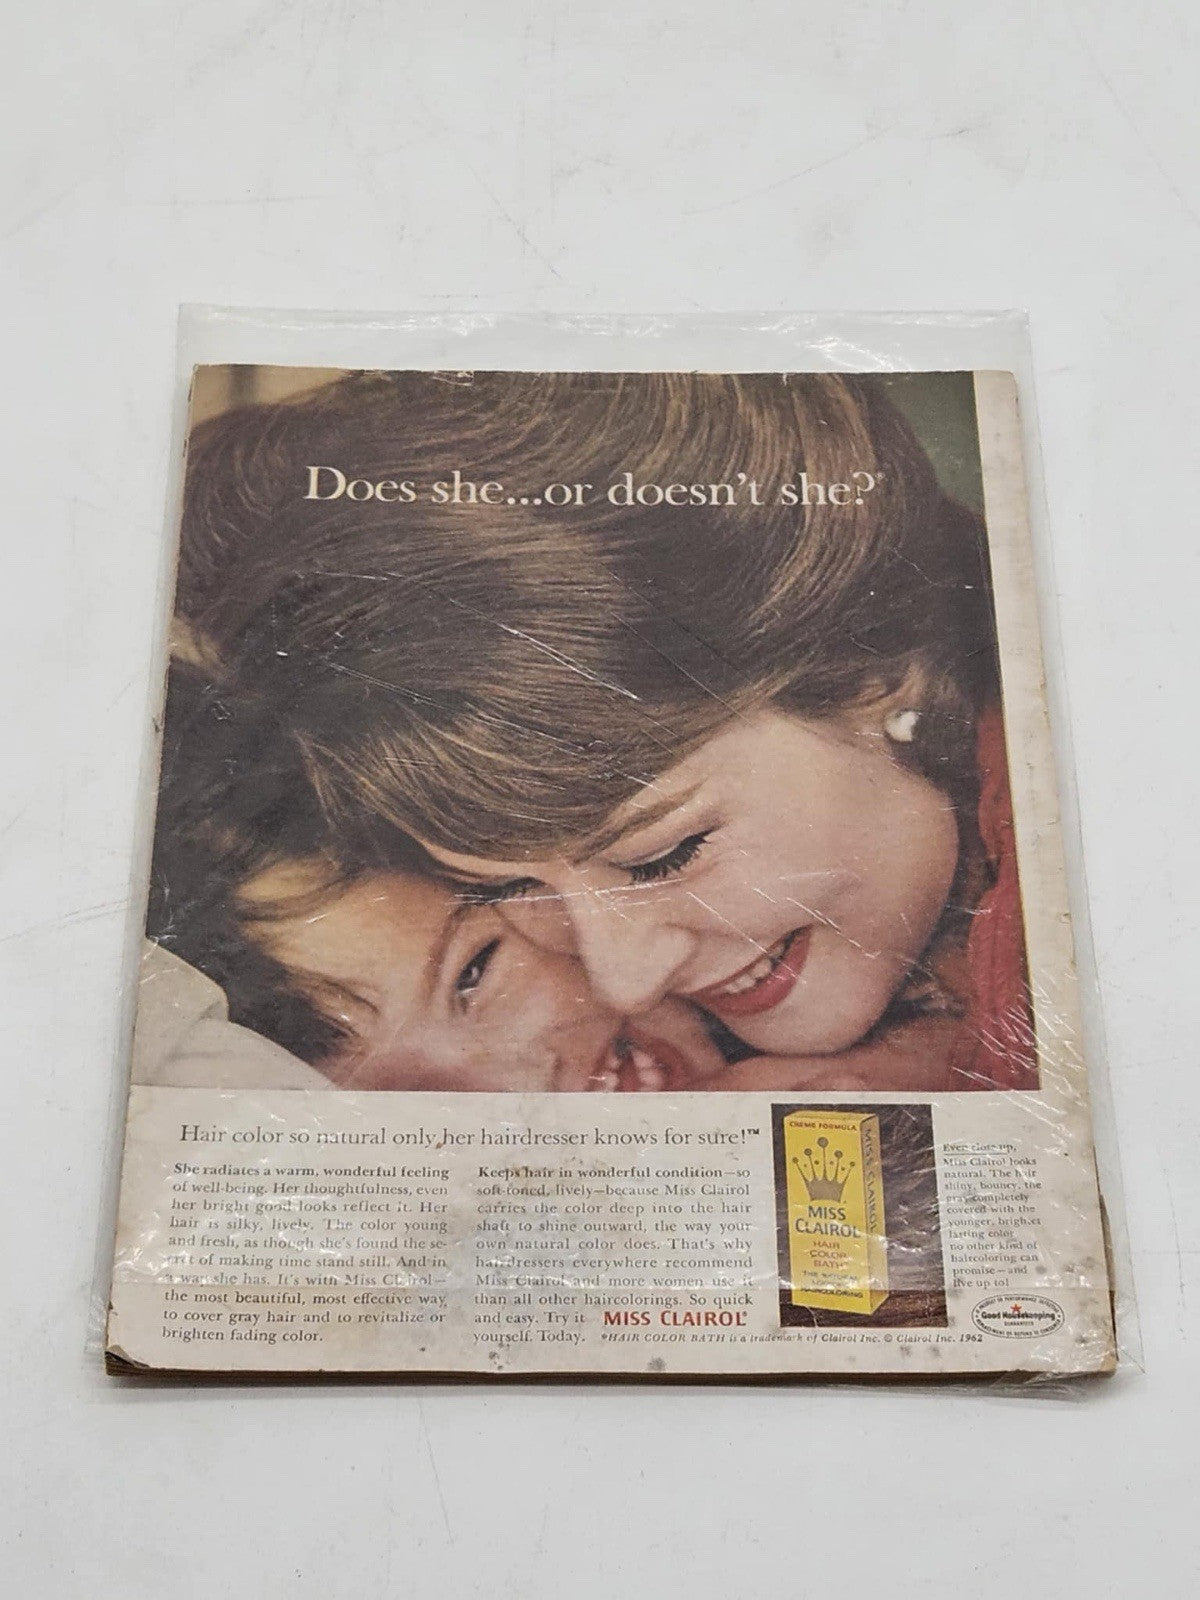 Does she...or doesn't she?®
Hair color so natural only her hairdresser knows for sure!™
She radiates a warm, wonderful feeling
of well-being. Her thoughtfulness, even
her bright good looks reflect it. Her
hair is silky, lively. The color young
and fresh, as though she's found the se-
cret of making time stand still. And in
a way she has. It's with Miss Clairol—
the most beautiful, most effective way
to cover gray hair and to revitalize or
brighten fading color.
Keeps hair in wonderful condition—so
soft-toned, lively—because Miss Clairol
carries the color deep into the hair
shaft to shine outward, the way your
own natural color does. That's why
hairdressers everywhere recommend
Miss Clairol and more women use it
than all other haircolorings. So quick
and easy. Try it MISS CLAIROL®
yourself. Today. *HAIR COLOR BATH is a trademark of Clairol Inc. © Clairol Inc. 1962
CREME FORMULA
MISS CLAIROL
MISS
CLAIROL
HAIR
COLOR
BATH
THE
HAIRCOLORING
Even close-up,
Miss Clairol looks
natural. The hair
shiny, bouncy, the
gray completely
covered with the
younger, brighter
lasting color
no other kind of
haircoloring can
promise—and
live up to!
Good Housekeeping
GUARANTEES